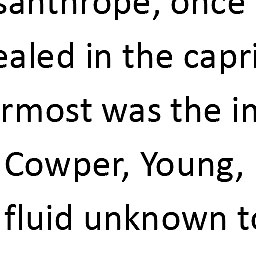 santhrope, once
ealed in the capri
rmost was the in
Cowper, Young,
fluid unknown to